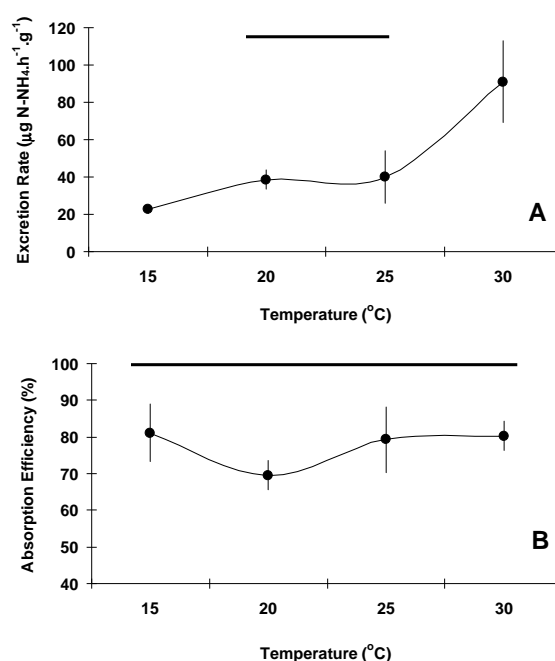 120
100
80
60
40
20
0
Excretion Rate (µg N-NH₄.h⁻¹.g⁻¹)
A
15 20 25 30
Temperature (°C)
100
90
80
70
60
50
40
Absorption Efficiency (%)
B
15 20 25 30
Temperature (°C)